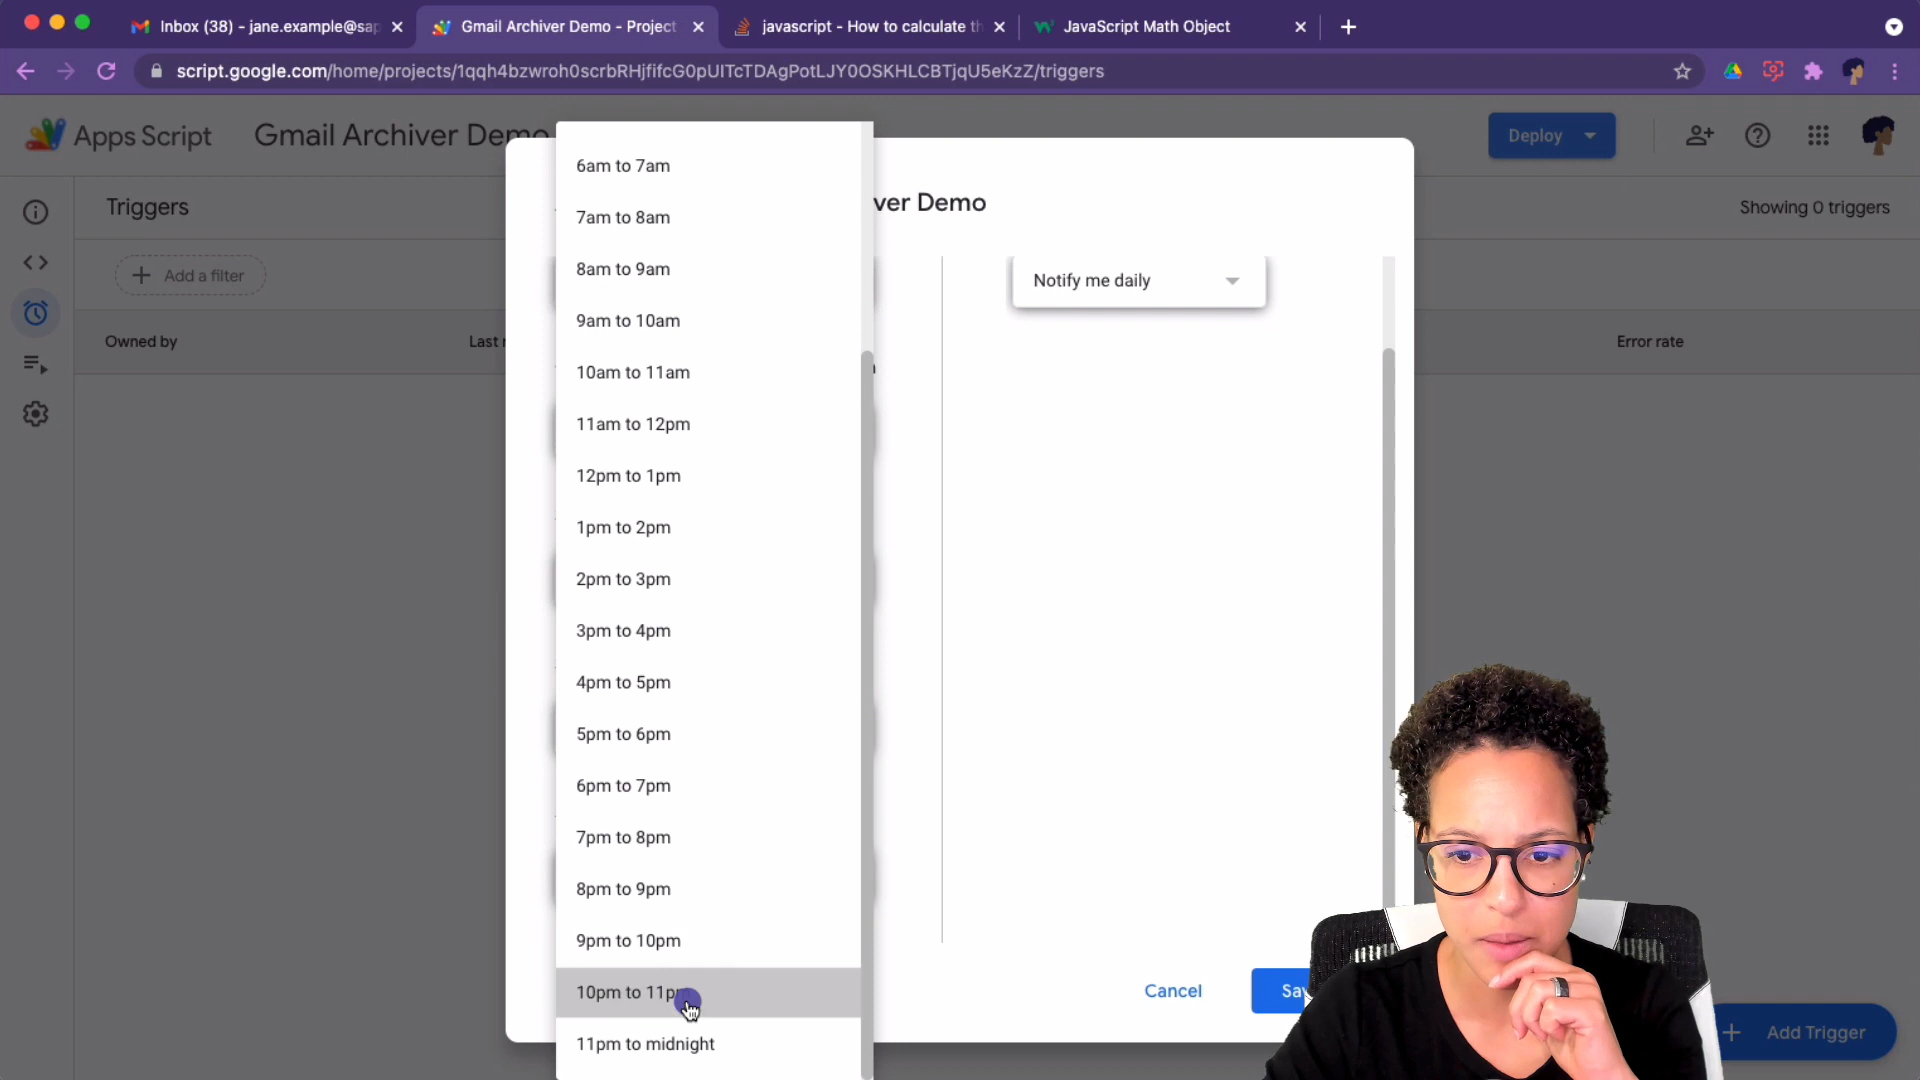 Inbox (38) - jane.example@sap
Gmail Archiver Demo - Project
javascript - How to calculate th
JavaScript Math Object
script.google.com/home/projects/1qqh4bzwroh0scrbRHjfifcG0pUITcTDAgPotLJY0OSKHLCBTjqU5eKzZ/triggers
Apps Script
Gmail Archiver Demo
Deploy
ver Demo
Triggers
Showing 0 triggers
Add a filter
Notify me daily
Owned by
Last r
Error rate
6am to 7am
7am to 8am
8am to 9am
9am to 10am
10am to 11am
11am to 12pm
12pm to 1pm
1pm to 2pm
2pm to 3pm
3pm to 4pm
4pm to 5pm
5pm to 6pm
6pm to 7pm
7pm to 8pm
8pm to 9pm
9pm to 10pm
10pm to 11pm
11pm to midnight
Cancel
Sav
Add Trigger